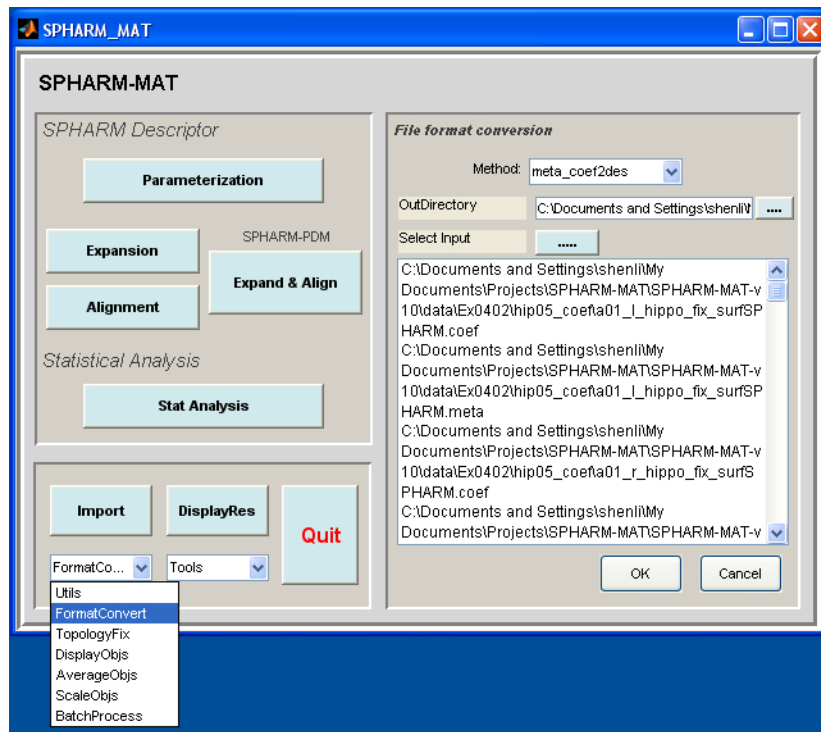 SPHARM_MAT
SPHARM-MAT
SPHARM Descriptor
Parameterization
Expansion
SPHARM-PDM
Expand & Align
Alignment
Statistical Analysis
Stat Analysis
Import
DisplayRes
Quit
FormatCo...
Tools
Utils
FormatConvert
TopologyFix
DisplayObjs
AverageObjs
ScaleObjs
BatchProcess
File format conversion
Method:
meta_coef2des
OutDirectory
C:\Documents and Settings\shenli\
....
Select Input
.....
C:\Documents and Settings\shenli\My
Documents\Projects\SPHARM-MAT\SPHARM-MAT-v
10\data\Ex0402\hip05_coef\a01_l_hippo_fix_surfSP
HARM.coef
C:\Documents and Settings\shenli\My
Documents\Projects\SPHARM-MAT\SPHARM-MAT-v
10\data\Ex0402\hip05_coef\a01_l_hippo_fix_surfSP
HARM.meta
C:\Documents and Settings\shenli\My
Documents\Projects\SPHARM-MAT\SPHARM-MAT-v
10\data\Ex0402\hip05_coef\a01_r_hippo_fix_surfS
PHARM.coef
C:\Documents and Settings\shenli\My
Documents\Projects\SPHARM-MAT\SPHARM-MAT-v
OK
Cancel